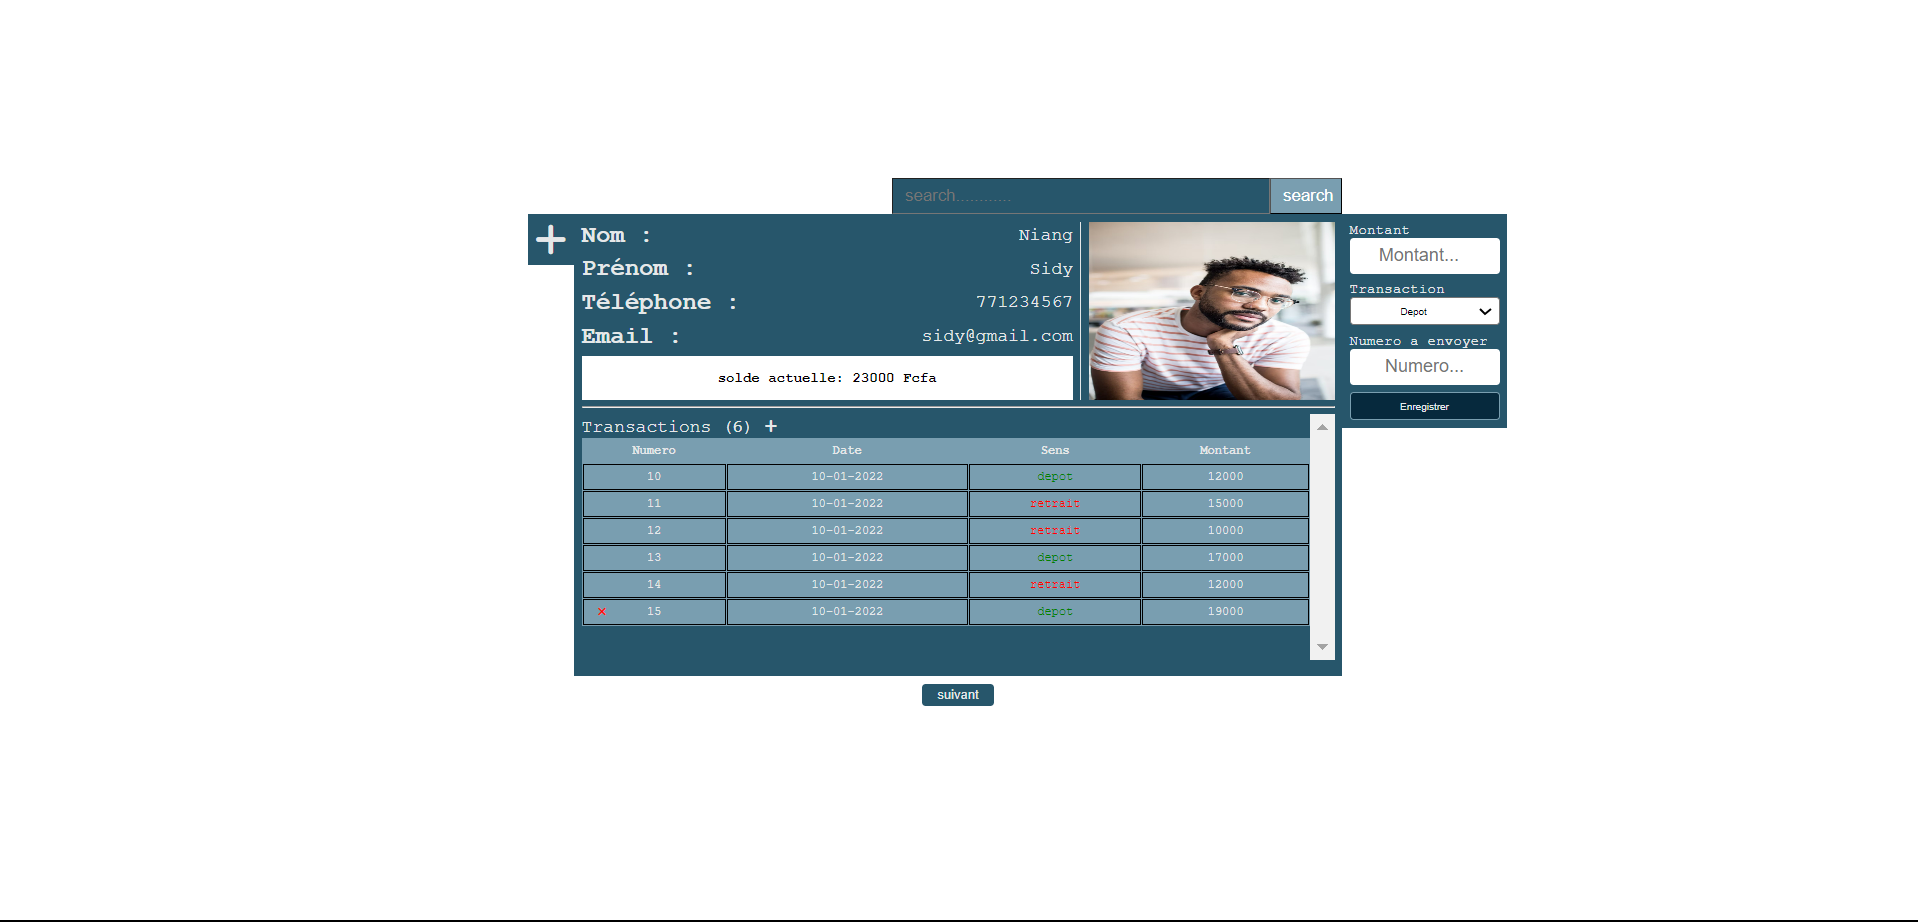 search............ search
Nom : Niang
Prénom : Sidy
Téléphone : 771234567
Email : sidy@gmail.com
solde actuelle: 23000 Fcfa
Montant
Montant...
Transaction
Depot
Numero a envoyer
Numero...
Enregistrer
Transactions (6) +
Numero Date Sens Montant
10 10-01-2022 depot 12000
11 10-01-2022 retrait 15000
12 10-01-2022 retrait 10000
13 10-01-2022 depot 17000
14 10-01-2022 retrait 12000
× 15 10-01-2022 depot 19000
suivant